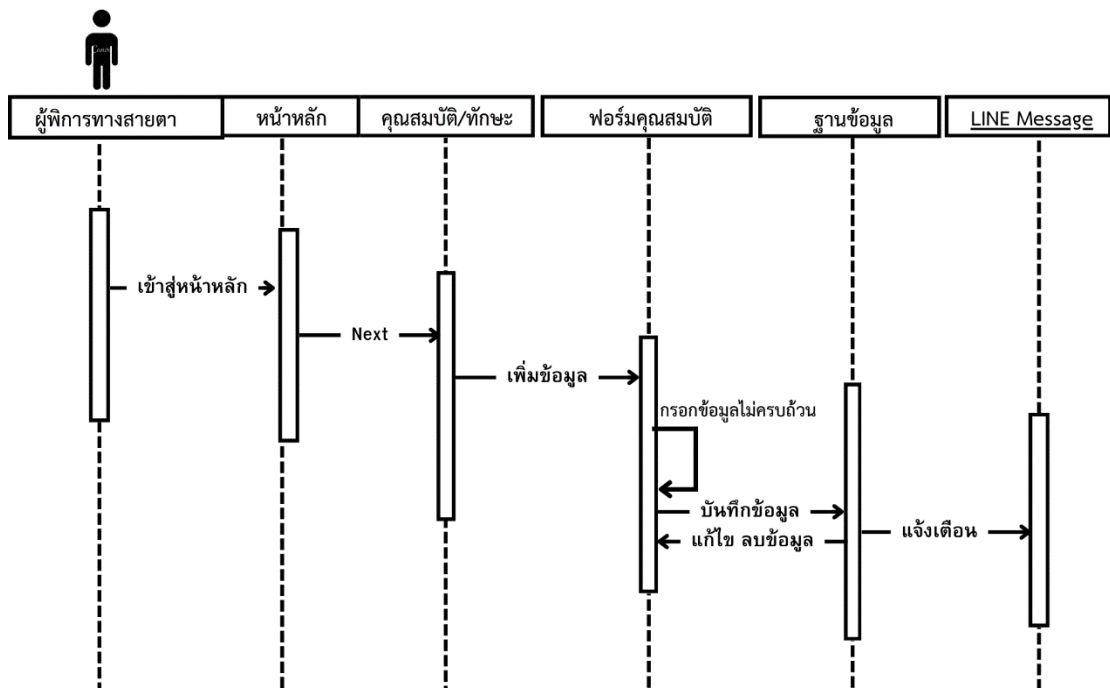 Canva
ผู้พิการทางสายตา
หน้าหลัก
คุณสมบัติ/ทักษะ
ฟอร์มคุณสมบัติ
ฐานข้อมูล
LINE Message
เข้าสู่หน้าหลัก
Next
เพิ่มข้อมูล
กรอกข้อมูลไม่ครบถ้วน
บันทึกข้อมูล
แก้ไข ลบข้อมูล
แจ้งเตือน